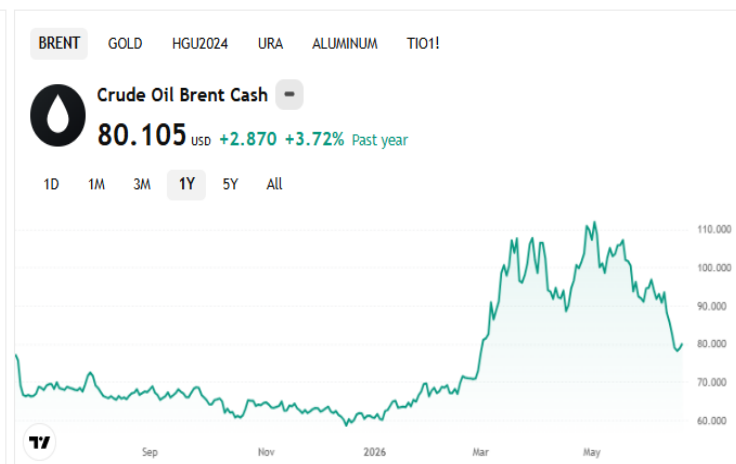 BRENT GOLD HGU2024 URA ALUMINUM TIO1!
Crude Oil Brent Cash
80.105 USD +2.870 +3.72% Past year
1D 1M 3M 1Y 5Y All
110.000
100.000
90.000
80.000
70.000
60.000
Sep Nov 2026 Mar May